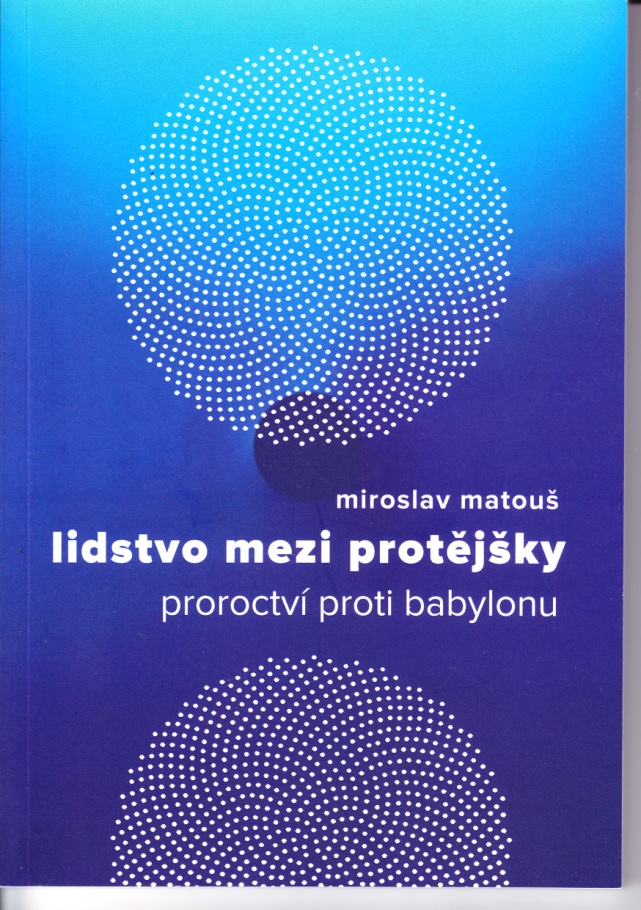 miroslav matouš
lidstvo mezi protějšky
proroctví proti babylonu